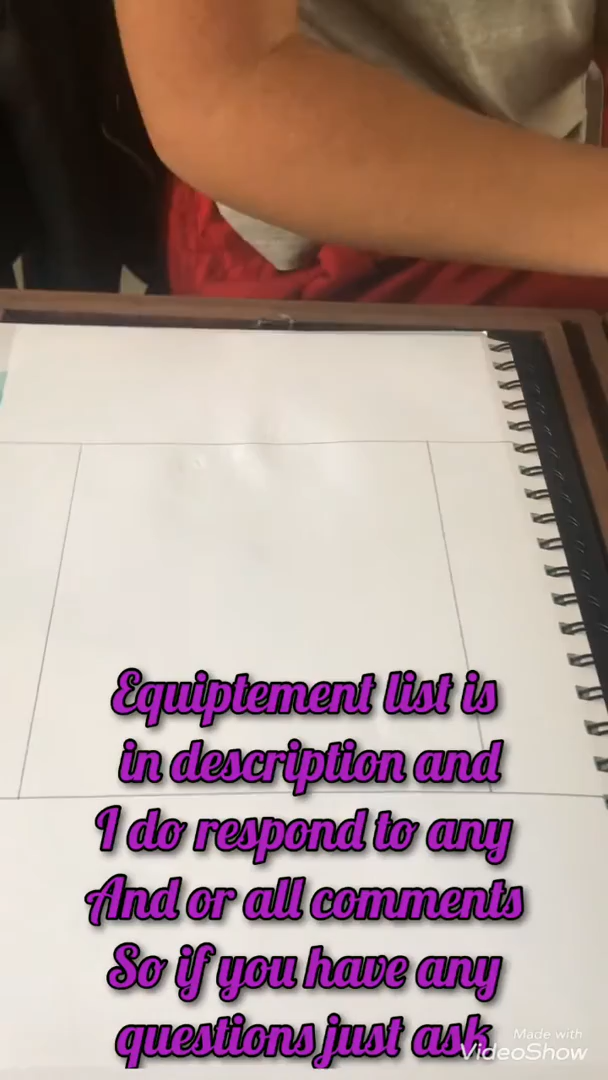 Equiptement list is
in description and
I do respond to any
And or all comments
So if you have any
questions just ask
Made with
VideoShow